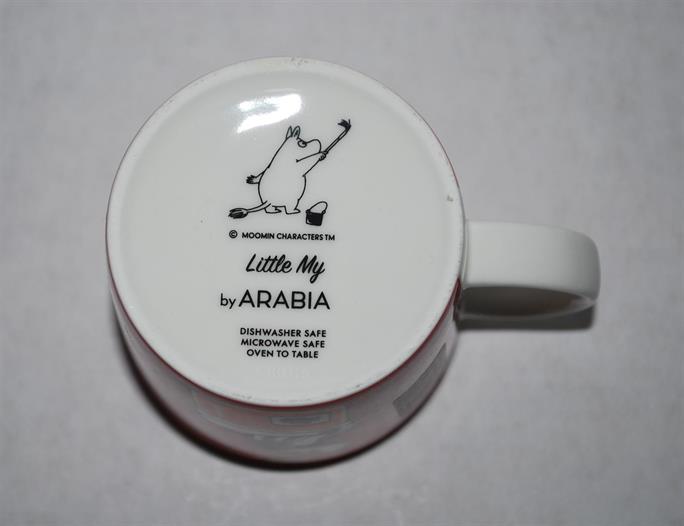 © MOOMIN CHARACTERS TM
Little My
by ARABIA
DISHWASHER SAFE
MICROWAVE SAFE
OVEN TO TABLE